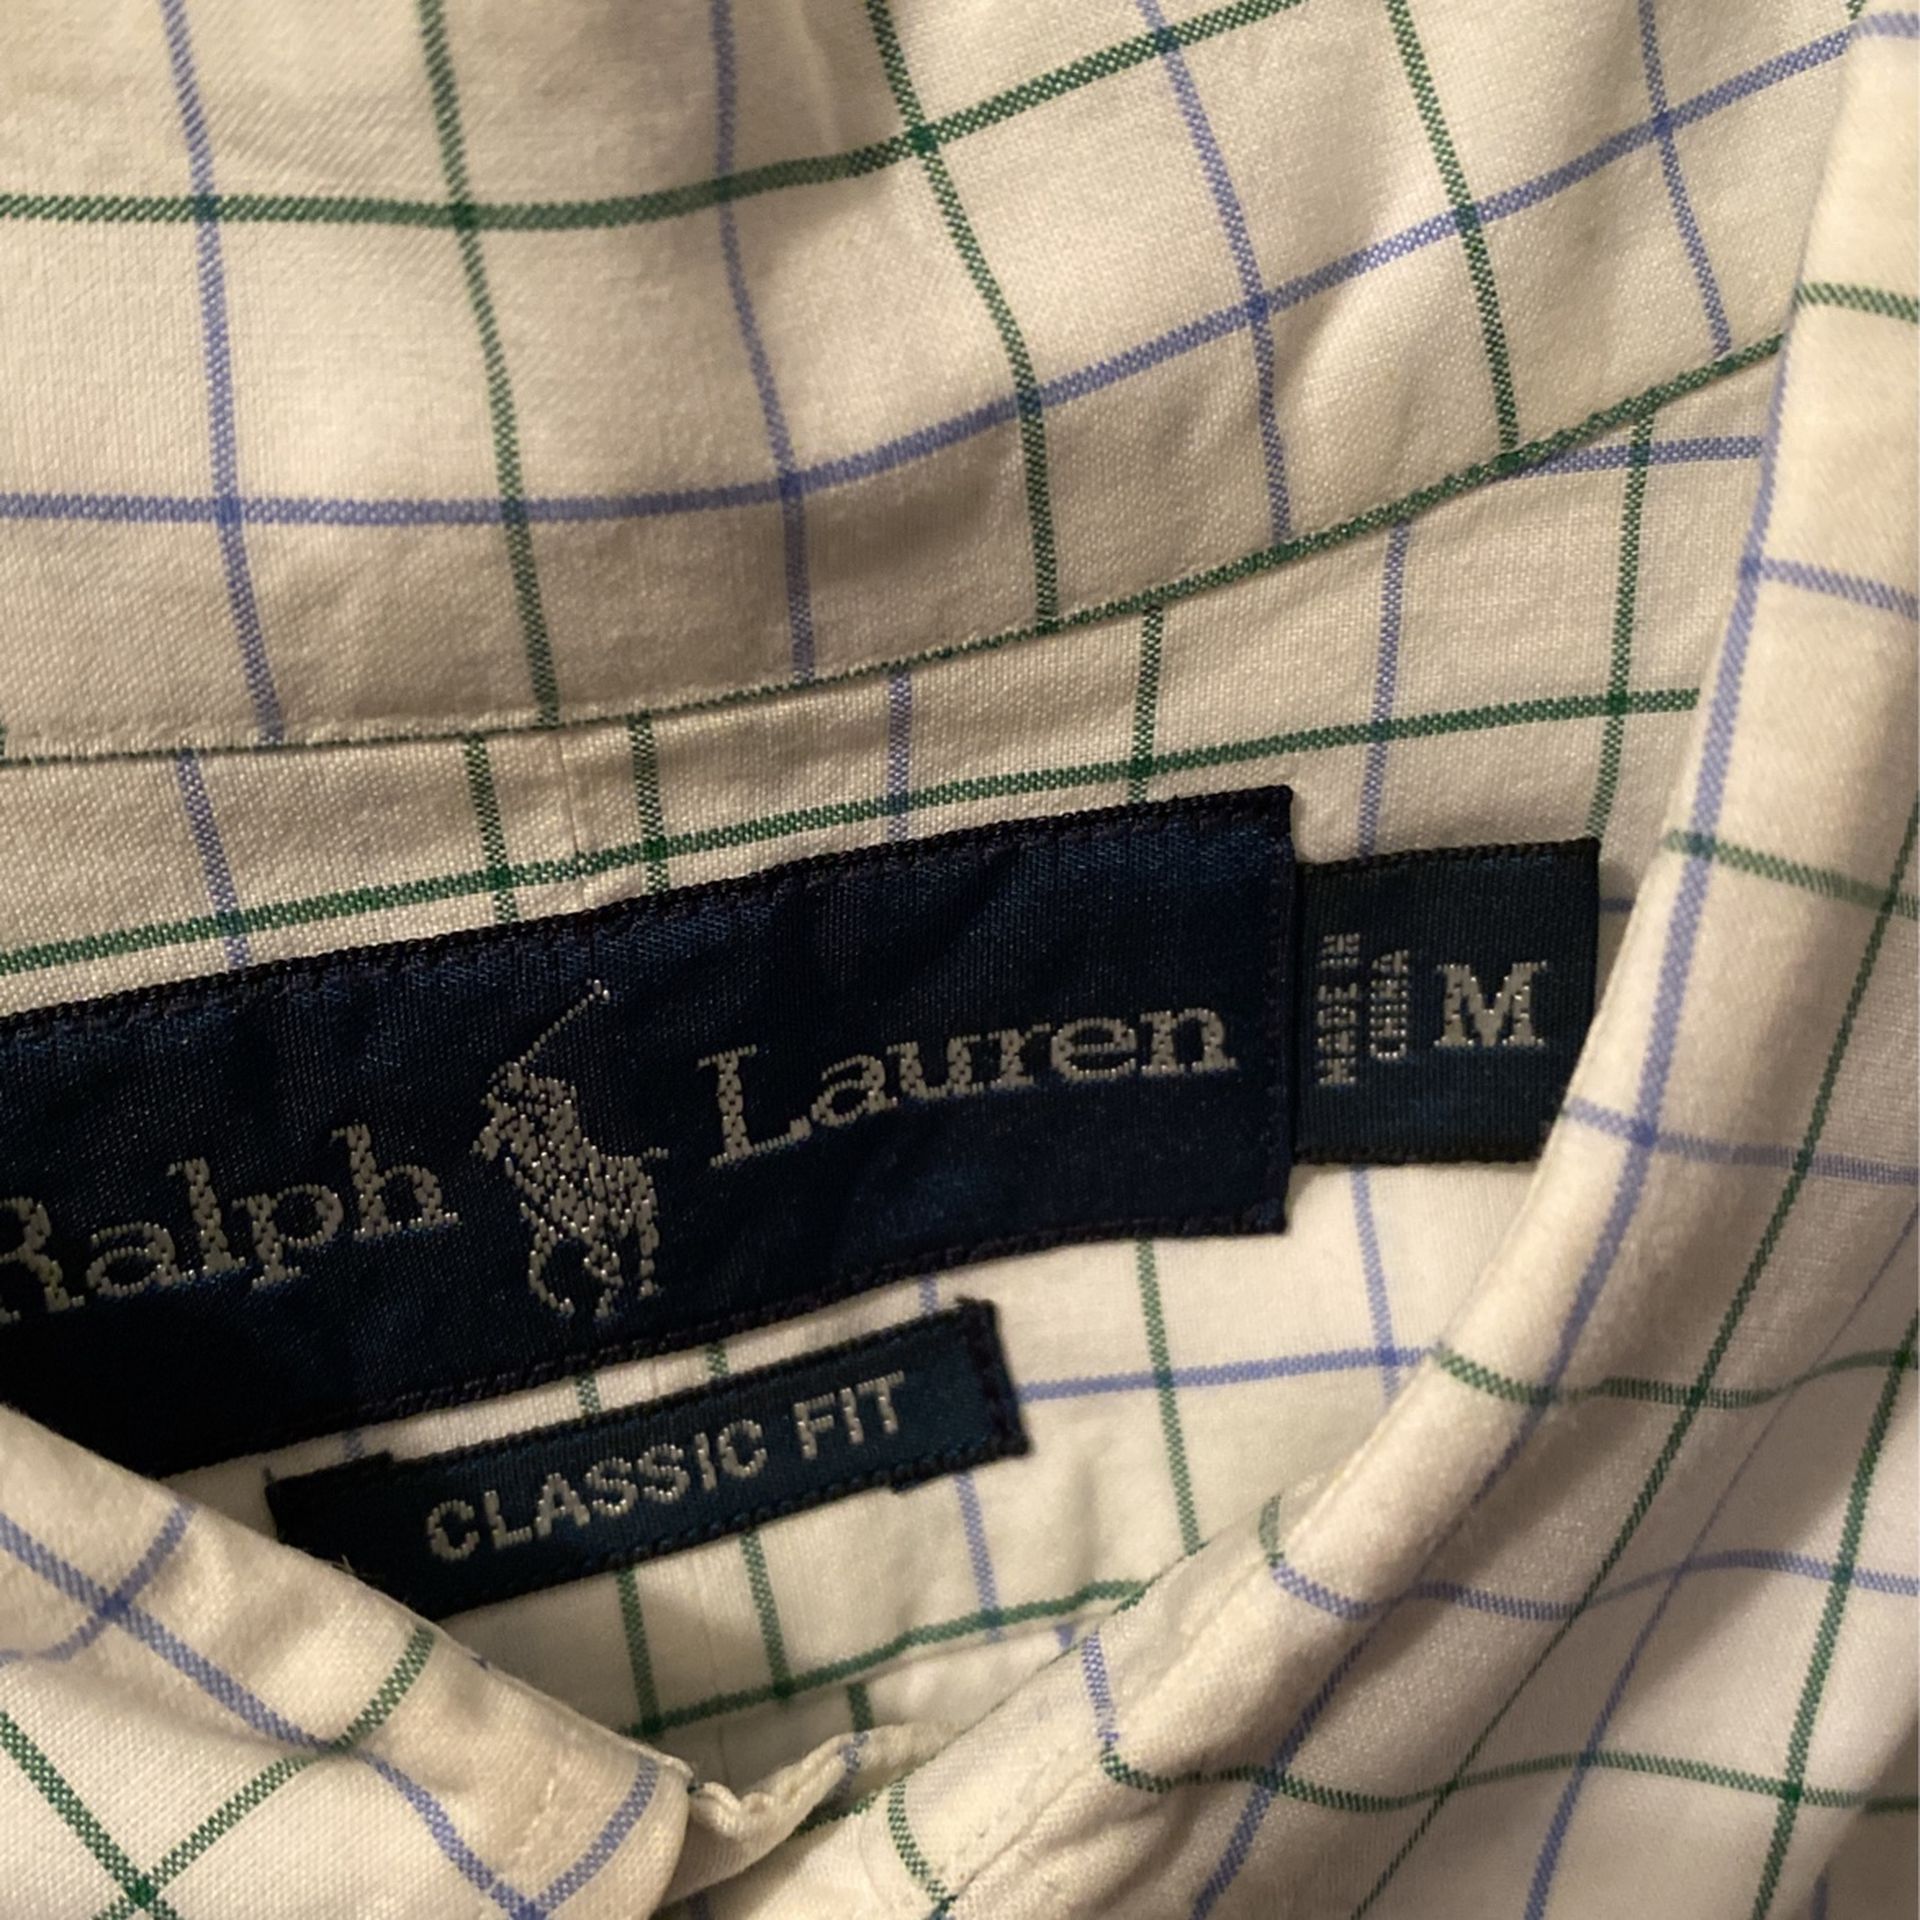 Ralph Lauren
MADE IN
CHINA
M
CLASSIC FIT